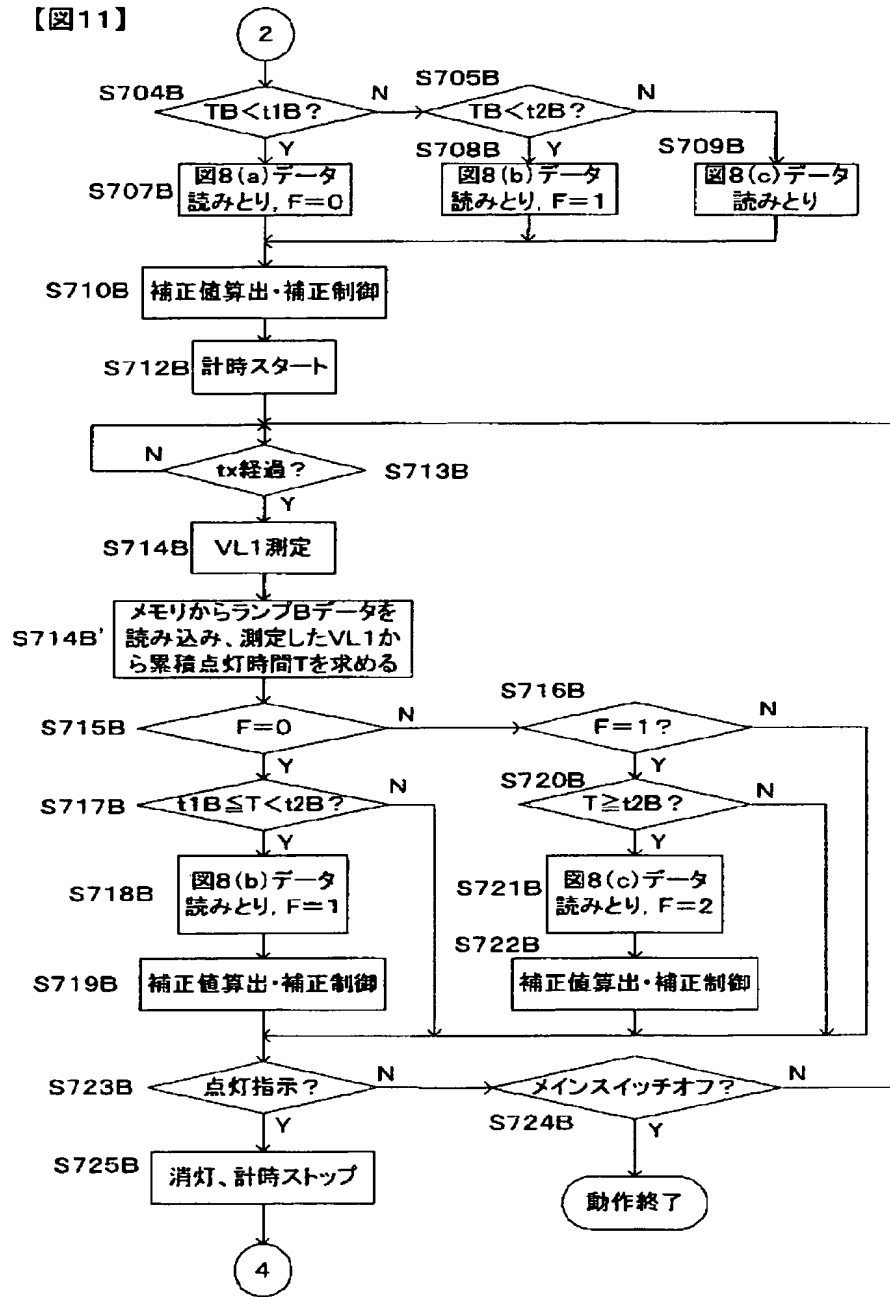 【図11】
2
S704B
TB<t1B?
N
S705B
TB<t2B?
N
Y
Y
S707B
図8(a)データ
読みとり, F=0
S708B
図8(b)データ
読みとり, F=1
S709B
図8(c)データ
読みとり
S710B
補正値算出・補正制御
S712B
計時スタート
N
tx経過?
S713B
Y
S714B
VL1測定
S714B'
メモリからランプBデータを
読み込み、測定したVL1か
ら累積点灯時間Tを求める
S715B
F=0
N
S716B
F=1?
N
Y
Y
S717B
t1B≦T<t2B?
N
S720B
T≧t2B?
N
Y
Y
S718B
図8(b)データ
読みとり, F=1
S721B
図8(c)データ
読みとり, F=2
S719B
補正値算出・補正制御
S722B
補正値算出・補正制御
S723B
点灯指示?
N
メインスイッチオフ?
N
S724B
Y
Y
S725B
消灯、計時ストップ
動作終了
4